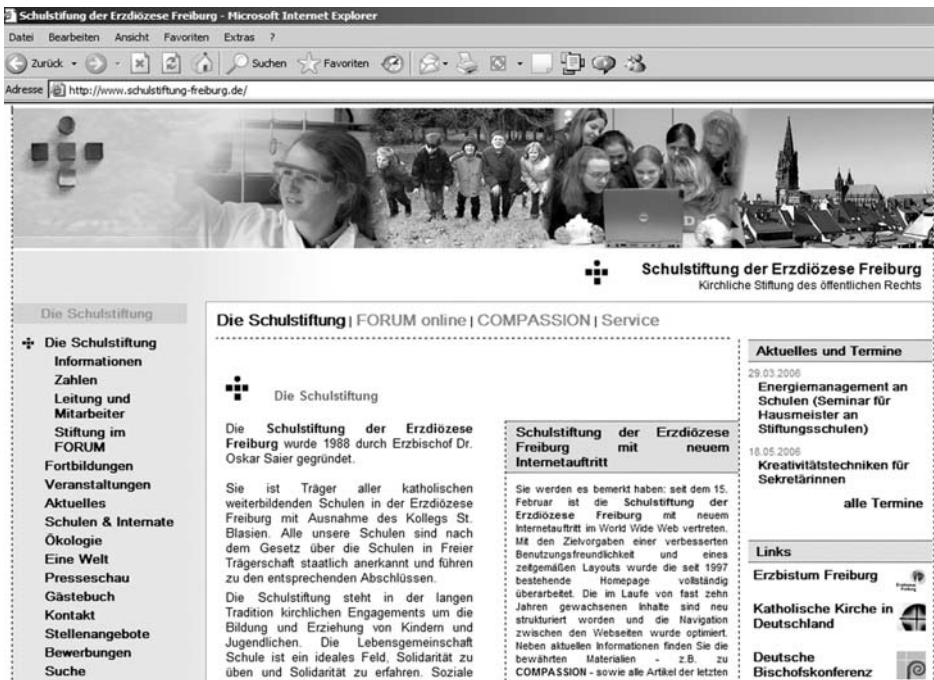 Schulstiftung der Erzdiözese Freiburg - Microsoft Internet Explorer
Datei Bearbeiten Ansicht Favoriten Extras ?
Zurück Suchen Favoriten
Adresse http://www.schulstiftung-freiburg.de/
Schulstiftung der Erzdiözese Freiburg
Kirchliche Stiftung des öffentlichen Rechts
Die Schulstiftung
Die Schulstiftung
Informationen
Zahlen
Leitung und
Mitarbeiter
Stiftung im
FORUM
Fortbildungen
Veranstaltungen
Aktuelles
Schulen & Internate
Ökologie
Eine Welt
Presseschau
Gästebuch
Kontakt
Stellenangebote
Bewerbungen
Suche
Die Schulstiftung | FORUM online | COMPASSION | Service
Die Schulstiftung
Die Schulstiftung der Erzdiözese
Freiburg wurde 1988 durch Erzbischof Dr.
Oskar Saier gegründet.
Sie ist Träger aller katholischen
weiterbildenden Schulen in der Erzdiözese
Freiburg mit Ausnahme des Kollegs St.
Blasien. Alle unsere Schulen sind nach
dem Gesetz über die Schulen in Freier
Trägerschaft staatlich anerkannt und führen
zu den entsprechenden Abschlüssen.
Die Schulstiftung steht in der langen
Tradition kirchlichen Engagements um die
Bildung und Erziehung von Kindern und
Jugendlichen. Die Lebensgemeinschaft
Schule ist ein ideales Feld, Solidarität zu
üben und Solidarität zu erfahren. Soziale
Schulstiftung der Erzdiözese
Freiburg mit neuem
Internetauftritt
Sie werden es bemerkt haben: seit dem 15.
Februar ist die Schulstiftung der
Erzdiözese Freiburg mit neuem
Internetauftritt im World Wide Web vertreten.
Mit den Zielvorgaben einer verbesserten
Benutzungsfreundlichkeit und eines
zeitgemäßen Layouts wurde die seit 1997
bestehende Homepage vollständig
überarbeitet. Die im Laufe von fast zehn
Jahren gewachsenen Inhalte sind neu
strukturiert worden und die Navigation
zwischen den Webseiten wurde optimiert.
Neben aktuellen Informationen finden Sie die
bewährten Materialien - z.B. zu
COMPASSION - sowie alle Artikel der letzten
Aktuelles und Termine
29.03.2006
Energiemanagement an
Schulen (Seminar für
Hausmeister an
Stiftungsschulen)
18.05.2006
Kreativitätstechniken für
Sekretärinnen
alle Termine
Links
Erzbistum Freiburg
Katholische Kirche in
Deutschland
Deutsche
Bischofskonferenz